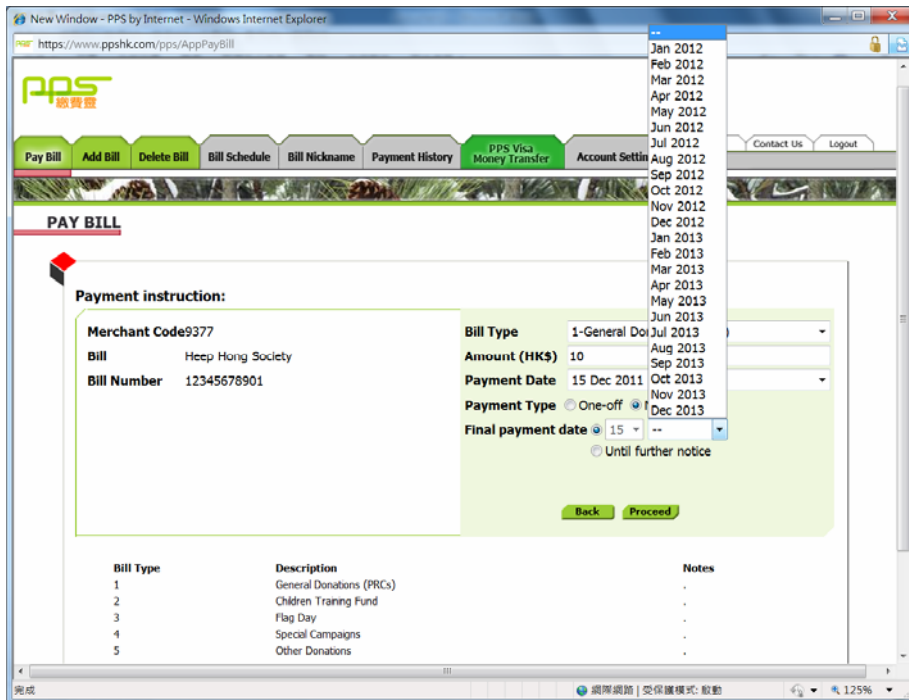 New Window - PPS by Internet - Windows Internet Explorer
https://www.ppshk.com/pps/AppPayBill
pps
繳費靈
Pay Bill Add Bill Delete Bill Bill Schedule Bill Nickname Payment History PPS Visa Money Transfer Account Settin Contact Us Logout
--
Jan 2012
Feb 2012
Mar 2012
Apr 2012
May 2012
Jun 2012
Jul 2012
Aug 2012
Sep 2012
Oct 2012
Nov 2012
Dec 2012
Jan 2013
Feb 2013
Mar 2013
Apr 2013
May 2013
Jun 2013
Jul 2013
Aug 2013
Sep 2013
Oct 2013
Nov 2013
Dec 2013
PAY BILL
Payment instruction:
Merchant Code9377
Bill Heep Hong Society
Bill Number 12345678901
Bill Type 1-General Do )
Amount (HK$) 10
Payment Date 15 Dec 2011
Payment Type One-off
Final payment date 15 --
Until further notice
Back Proceed
Bill Type Description Notes
1 General Donations (PRCs) .
2 Children Training Fund .
3 Flag Day .
4 Special Campaigns .
5 Other Donations .
完成 網際網路 | 受保護模式: 啟動 125%